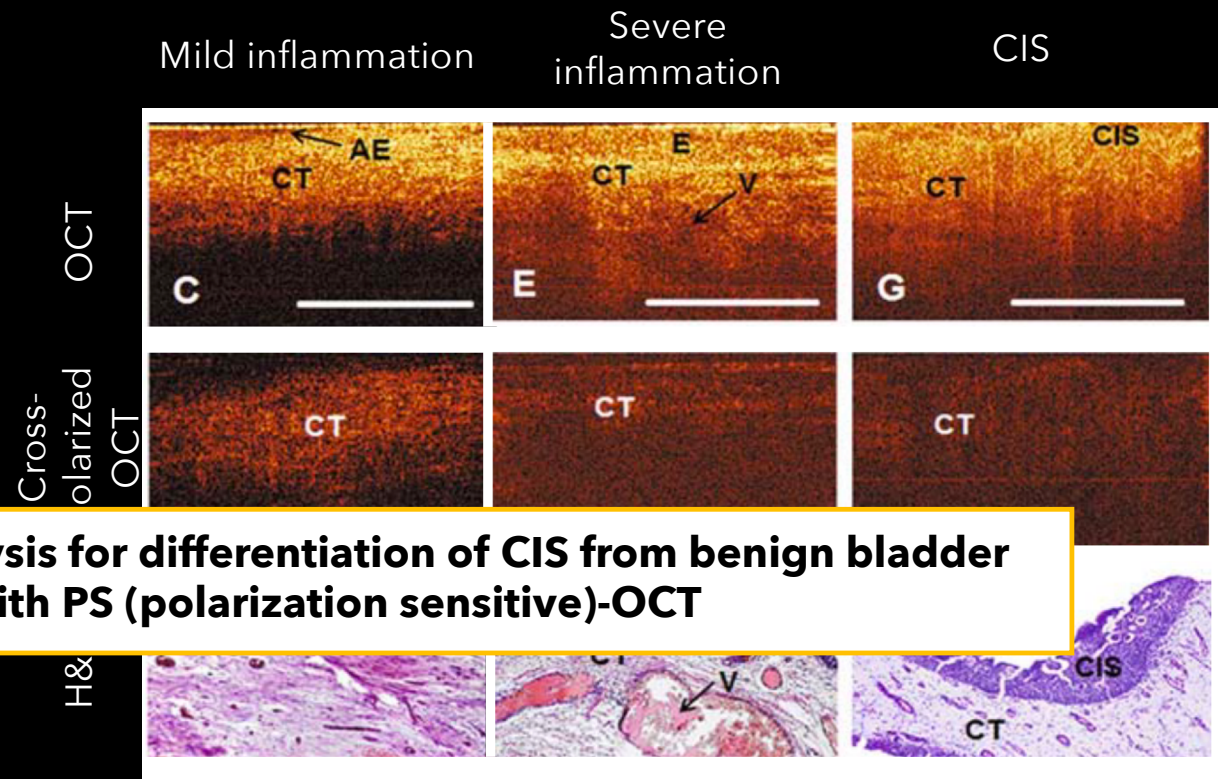 Mild inflammation
Severe
inflammation
CIS
OCT
AE
CT
C
E
CT
V
E
CIS
CT
G
Cross-
olarized
OCT
CT
CT
CT
ysis for differentiation of CIS from benign bladder
ith PS (polarization sensitive)-OCT
H&
V
CIS
CT